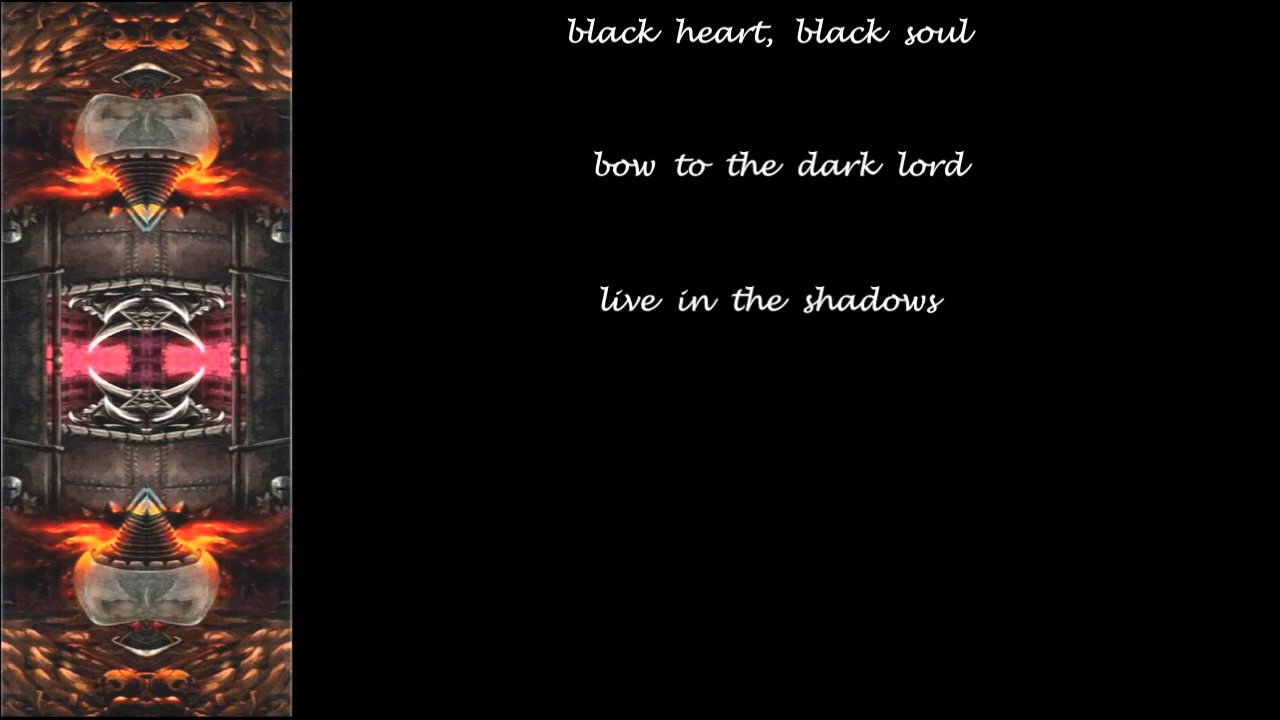 black heart, black soul
bow to the dark lord
live in the shadows